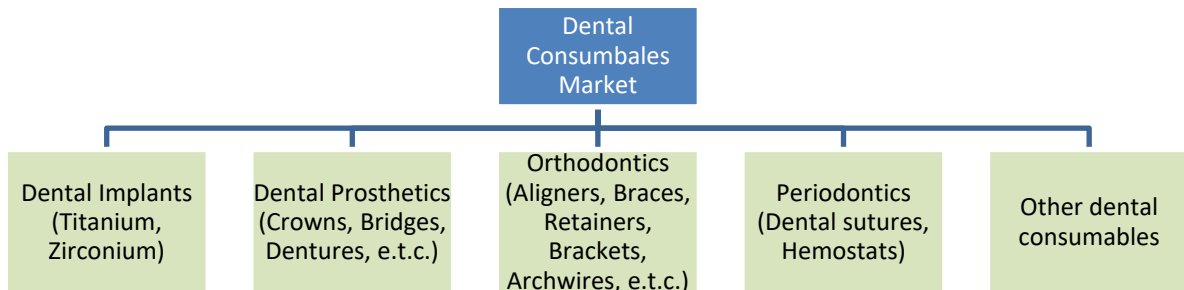 Dental
Consumbales
Market
Dental Implants
(Titanium,
Zirconium)
Dental Prosthetics
(Crowns, Bridges,
Dentures, e.t.c.)
Orthodontics
(Aligners, Braces,
Retainers,
Brackets,
Archwires, e.t.c.)
Periodontics
(Dental sutures,
Hemostats)
Other dental
consumables